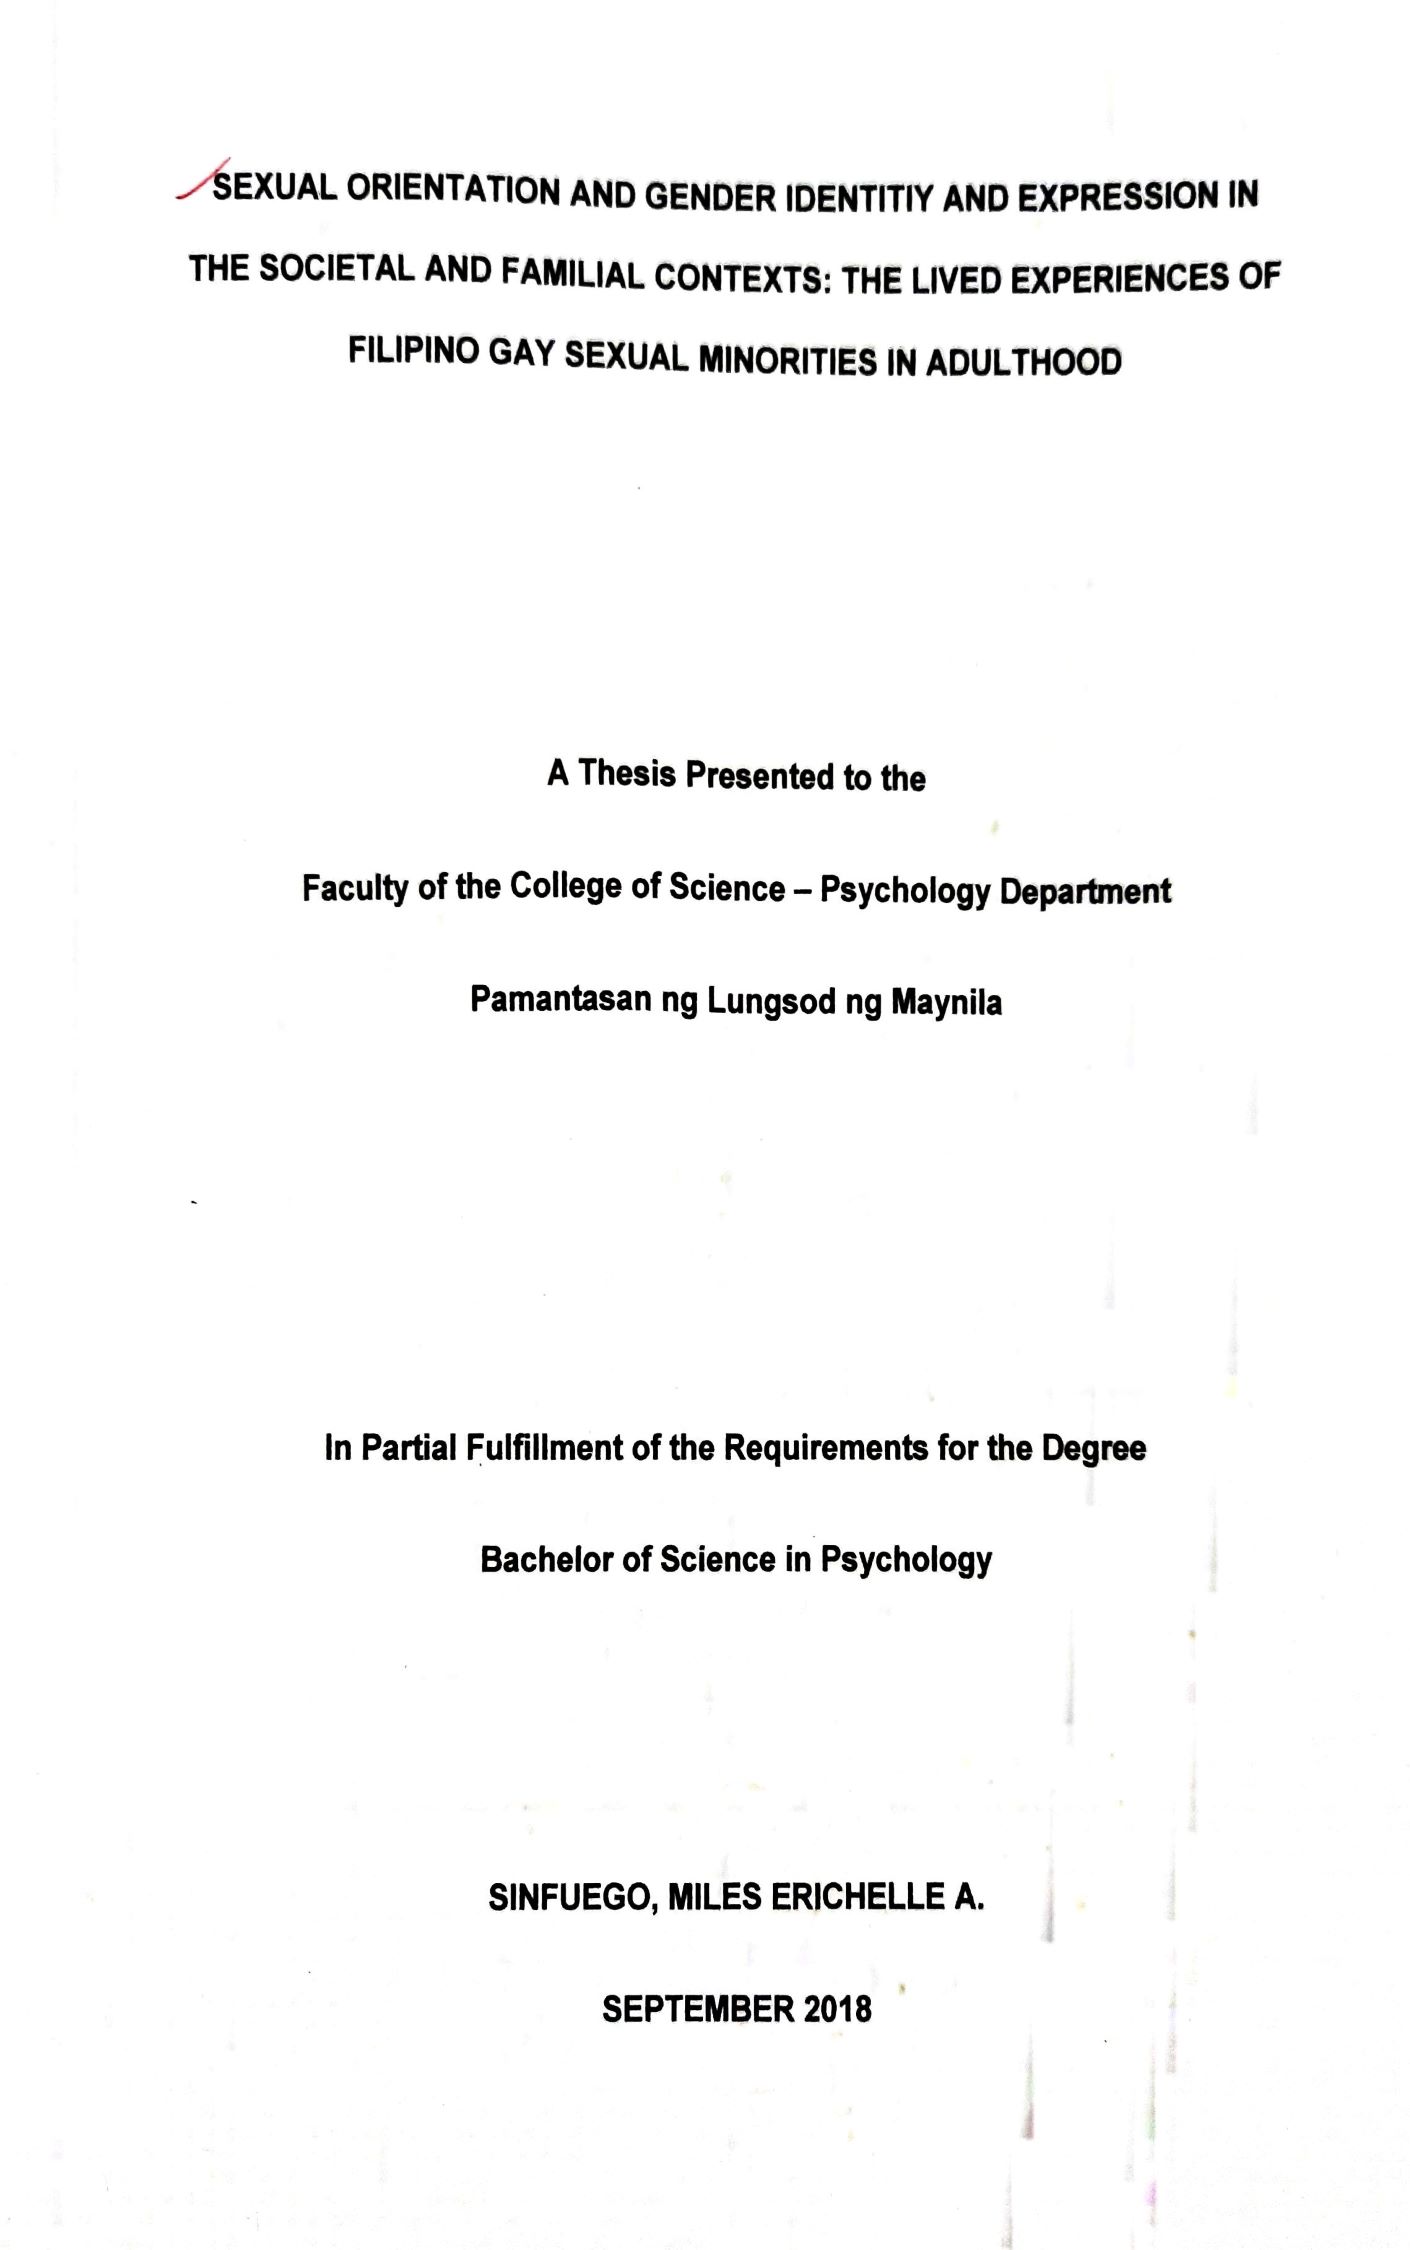 SEXUAL ORIENTATION AND GENDER IDENTITIY AND EXPRESSION IN
THE SOCIETAL AND FAMILIAL CONTEXTS: THE LIVED EXPERIENCES OF
FILIPINO GAY SEXUAL MINORITIES IN ADULTHOOD
A Thesis Presented to the
Faculty of the College of Science – Psychology Department
Pamantasan ng Lungsod ng Maynila
In Partial Fulfillment of the Requirements for the Degree
Bachelor of Science in Psychology
SINFUEGO, MILES ERICHELLE A.
SEPTEMBER 2018